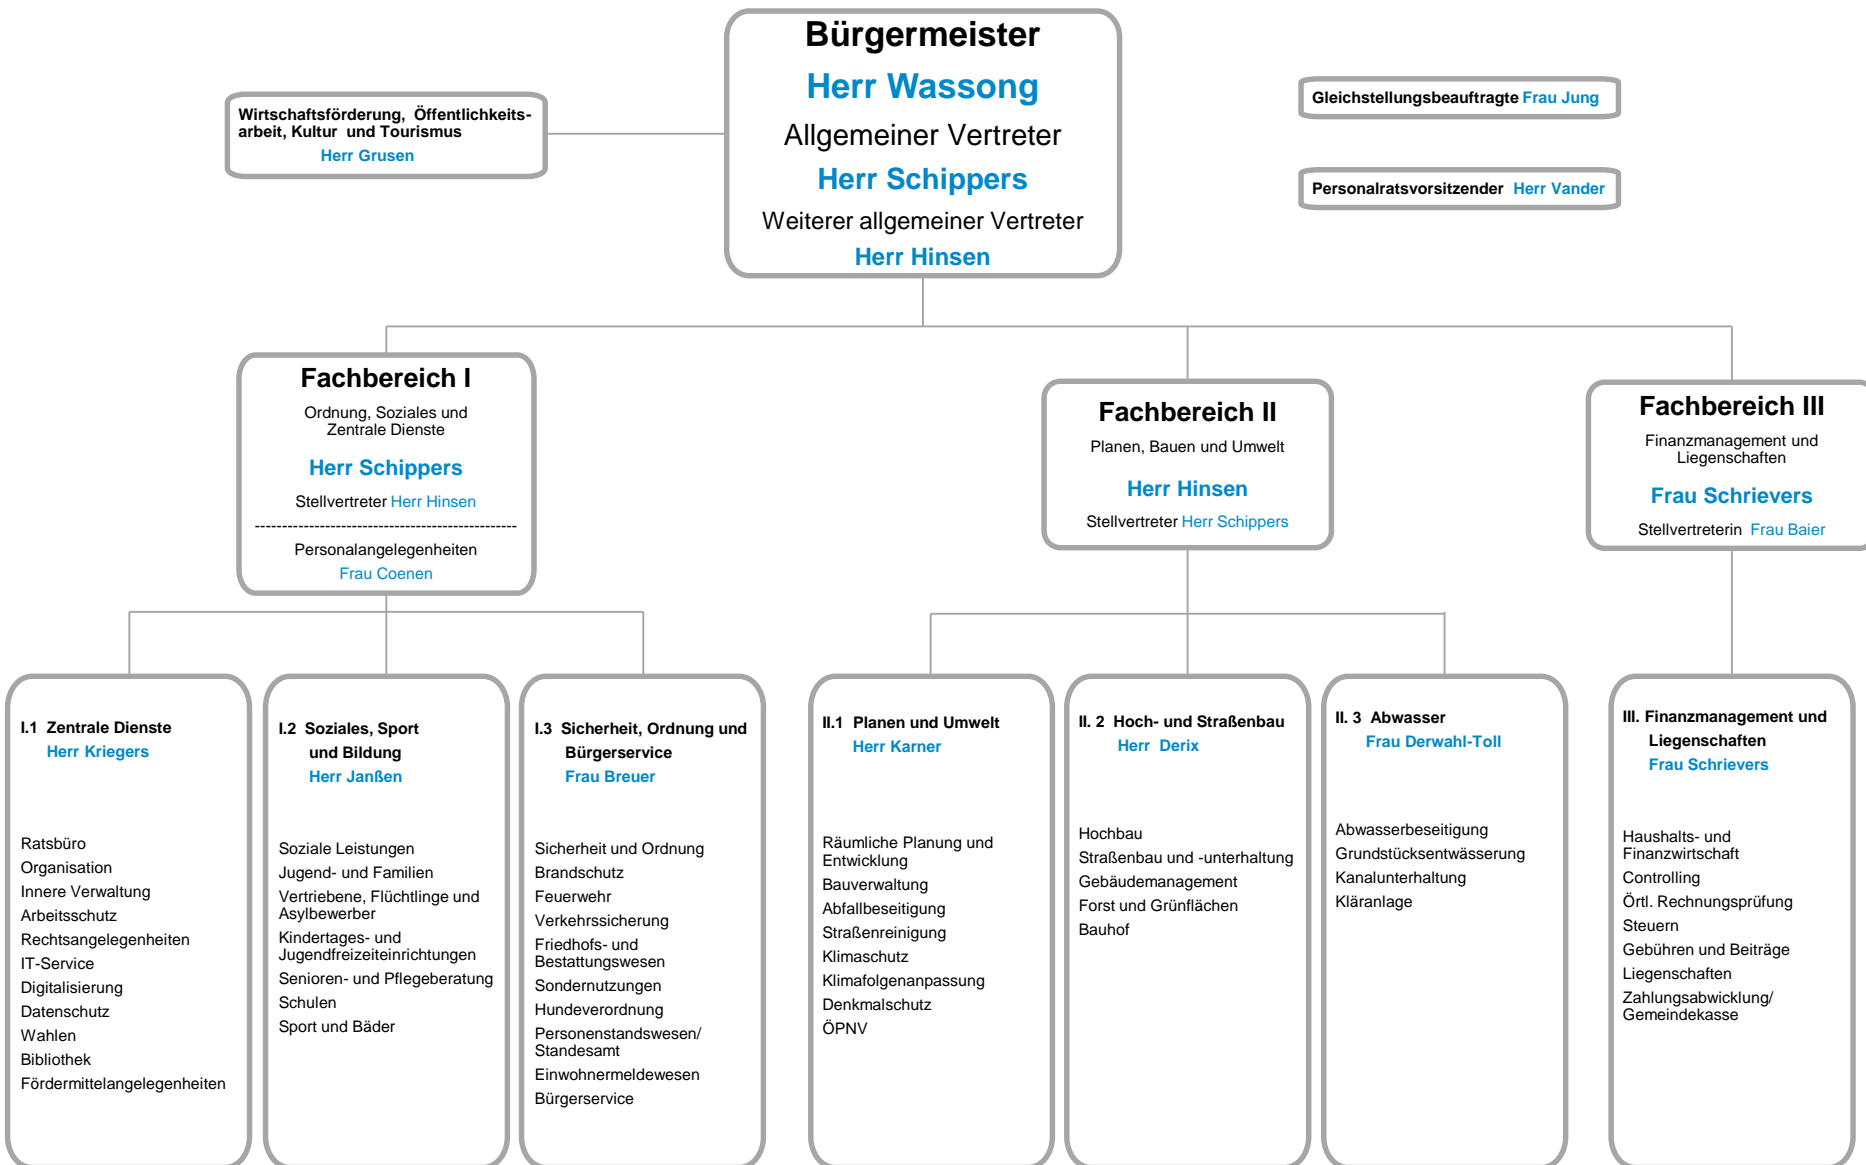 Bürgermeister
Herr Wassong
Allgemeiner Vertreter
Herr Schippers
Weiterer allgemeiner Vertreter
Herr Hinsen
Wirtschaftsförderung, Öffentlichkeits-
arbeit, Kultur und Tourismus
Herr Grusen
Gleichstellungsbeauftragte Frau Jung
Personalratsvorsitzender Herr Vander
Fachbereich I
Ordnung, Soziales und
Zentrale Dienste
Herr Schippers
Stellvertreter Herr Hinsen
-------------------------------------------------
Personalangelegenheiten
Frau Coenen
Fachbereich II
Planen, Bauen und Umwelt
Herr Hinsen
Stellvertreter Herr Schippers
Fachbereich III
Finanzmanagement und
Liegenschaften
Frau Schrievers
Stellvertreterin Frau Baier
I.1 Zentrale Dienste
Herr Kriegers
Ratsbüro
Organisation
Innere Verwaltung
Arbeitsschutz
Rechtsangelegenheiten
IT-Service
Digitalisierung
Datenschutz
Wahlen
Bibliothek
Fördermittelangelegenheiten
I.2 Soziales, Sport
und Bildung
Herr Janßen
Soziale Leistungen
Jugend- und Familien
Vertriebene, Flüchtlinge und
Asylbewerber
Kindertages- und
Jugendfreizeiteinrichtungen
Senioren- und Pflegeberatung
Schulen
Sport und Bäder
I.3 Sicherheit, Ordnung und
Bürgerservice
Frau Breuer
Sicherheit und Ordnung
Brandschutz
Feuerwehr
Verkehrssicherung
Friedhofs- und
Bestattungswesen
Sondernutzungen
Hundeverordnung
Personenstandswesen/
Standesamt
Einwohnermeldewesen
Bürgerservice
II.1 Planen und Umwelt
Herr Karner
Räumliche Planung und
Entwicklung
Bauverwaltung
Abfallbeseitigung
Straßenreinigung
Klimaschutz
Klimafolgenanpassung
Denkmalschutz
ÖPNV
II. 2 Hoch- und Straßenbau
Herr Derix
Hochbau
Straßenbau und -unterhaltung
Gebäudemanagement
Forst und Grünflächen
Bauhof
II. 3 Abwasser
Frau Derwahl-Toll
Abwasserbeseitigung
Grundstücksentwässerung
Kanalunterhaltung
Kläranlage
III. Finanzmanagement und
Liegenschaften
Frau Schrievers
Haushalts- und
Finanzwirtschaft
Controlling
Örtl. Rechnungsprüfung
Steuern
Gebühren und Beiträge
Liegenschaften
Zahlungsabwicklung/
Gemeindekasse